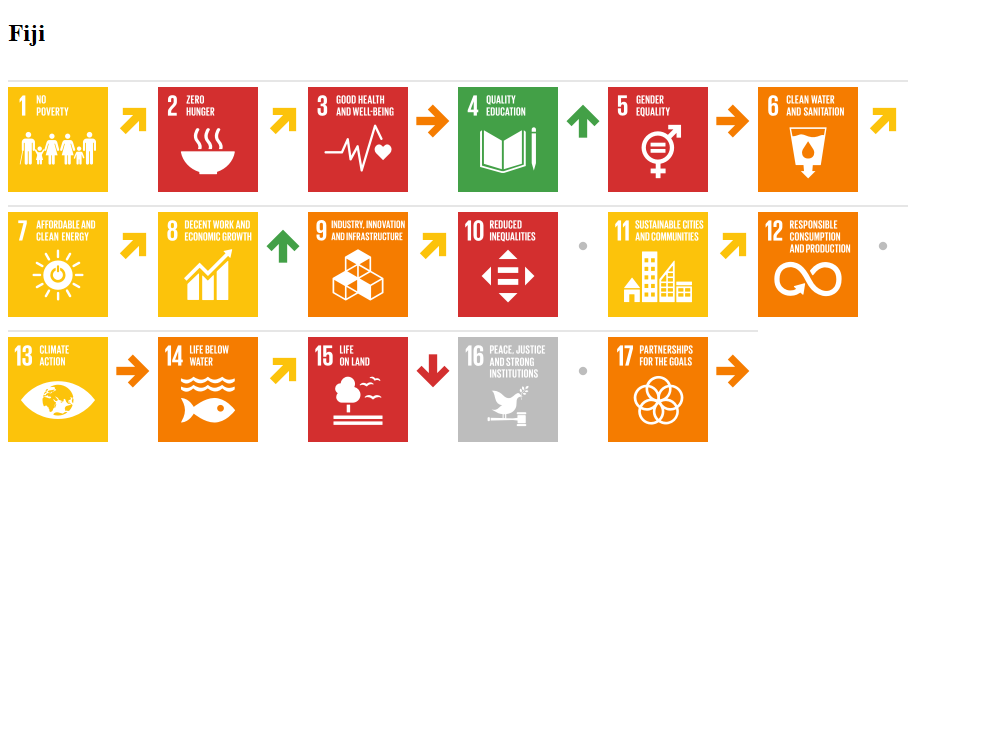 Fiji
1 NO
POVERTY
2 ZERO
HUNGER
3 GOOD HEALTH
AND WELL-BEING
4 QUALITY
EDUCATION
5 GENDER
EQUALITY
6 CLEAN WATER
AND SANITATION
7 AFFORDABLE AND
CLEAN ENERGY
8 DECENT WORK AND
ECONOMIC GROWTH
9 INDUSTRY, INNOVATION
AND INFRASTRUCTURE
10 REDUCED
INEQUALITIES
11 SUSTAINABLE CITIES
AND COMMUNITIES
12 RESPONSIBLE
CONSUMPTION
AND PRODUCTION
13 CLIMATE
ACTION
14 LIFE BELOW
WATER
15 LIFE
ON LAND
16 PEACE, JUSTICE
AND STRONG
INSTITUTIONS
17 PARTNERSHIPS
FOR THE GOALS